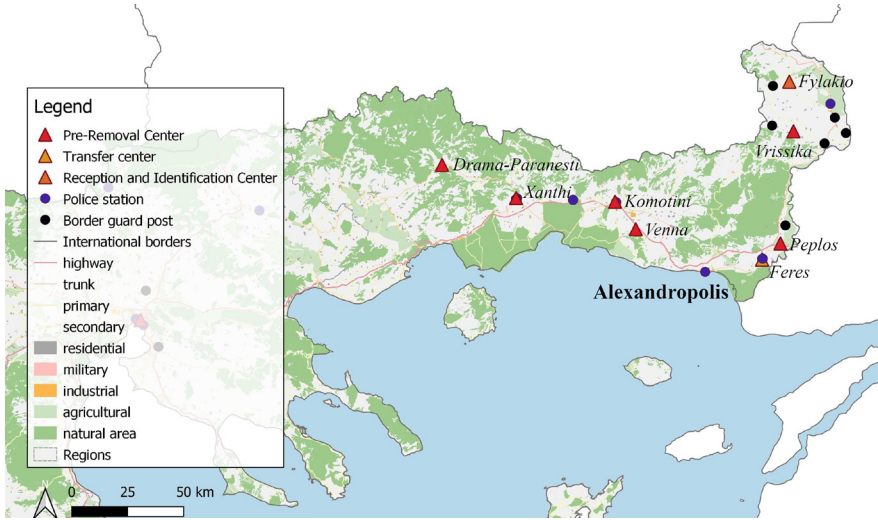 Legend
Pre-Removal Center
Transfer center
Reception and Identification Center
Police station
Border guard post
International borders
highway
trunk
primary
secondary
residential
military
industrial
agricultural
natural area
Regions
0 25 50 km
Fylakio
Vrissika
Drama-Paranesti
Xanthi
Komotini
Venna
Peplos
Feres
Alexandropolis